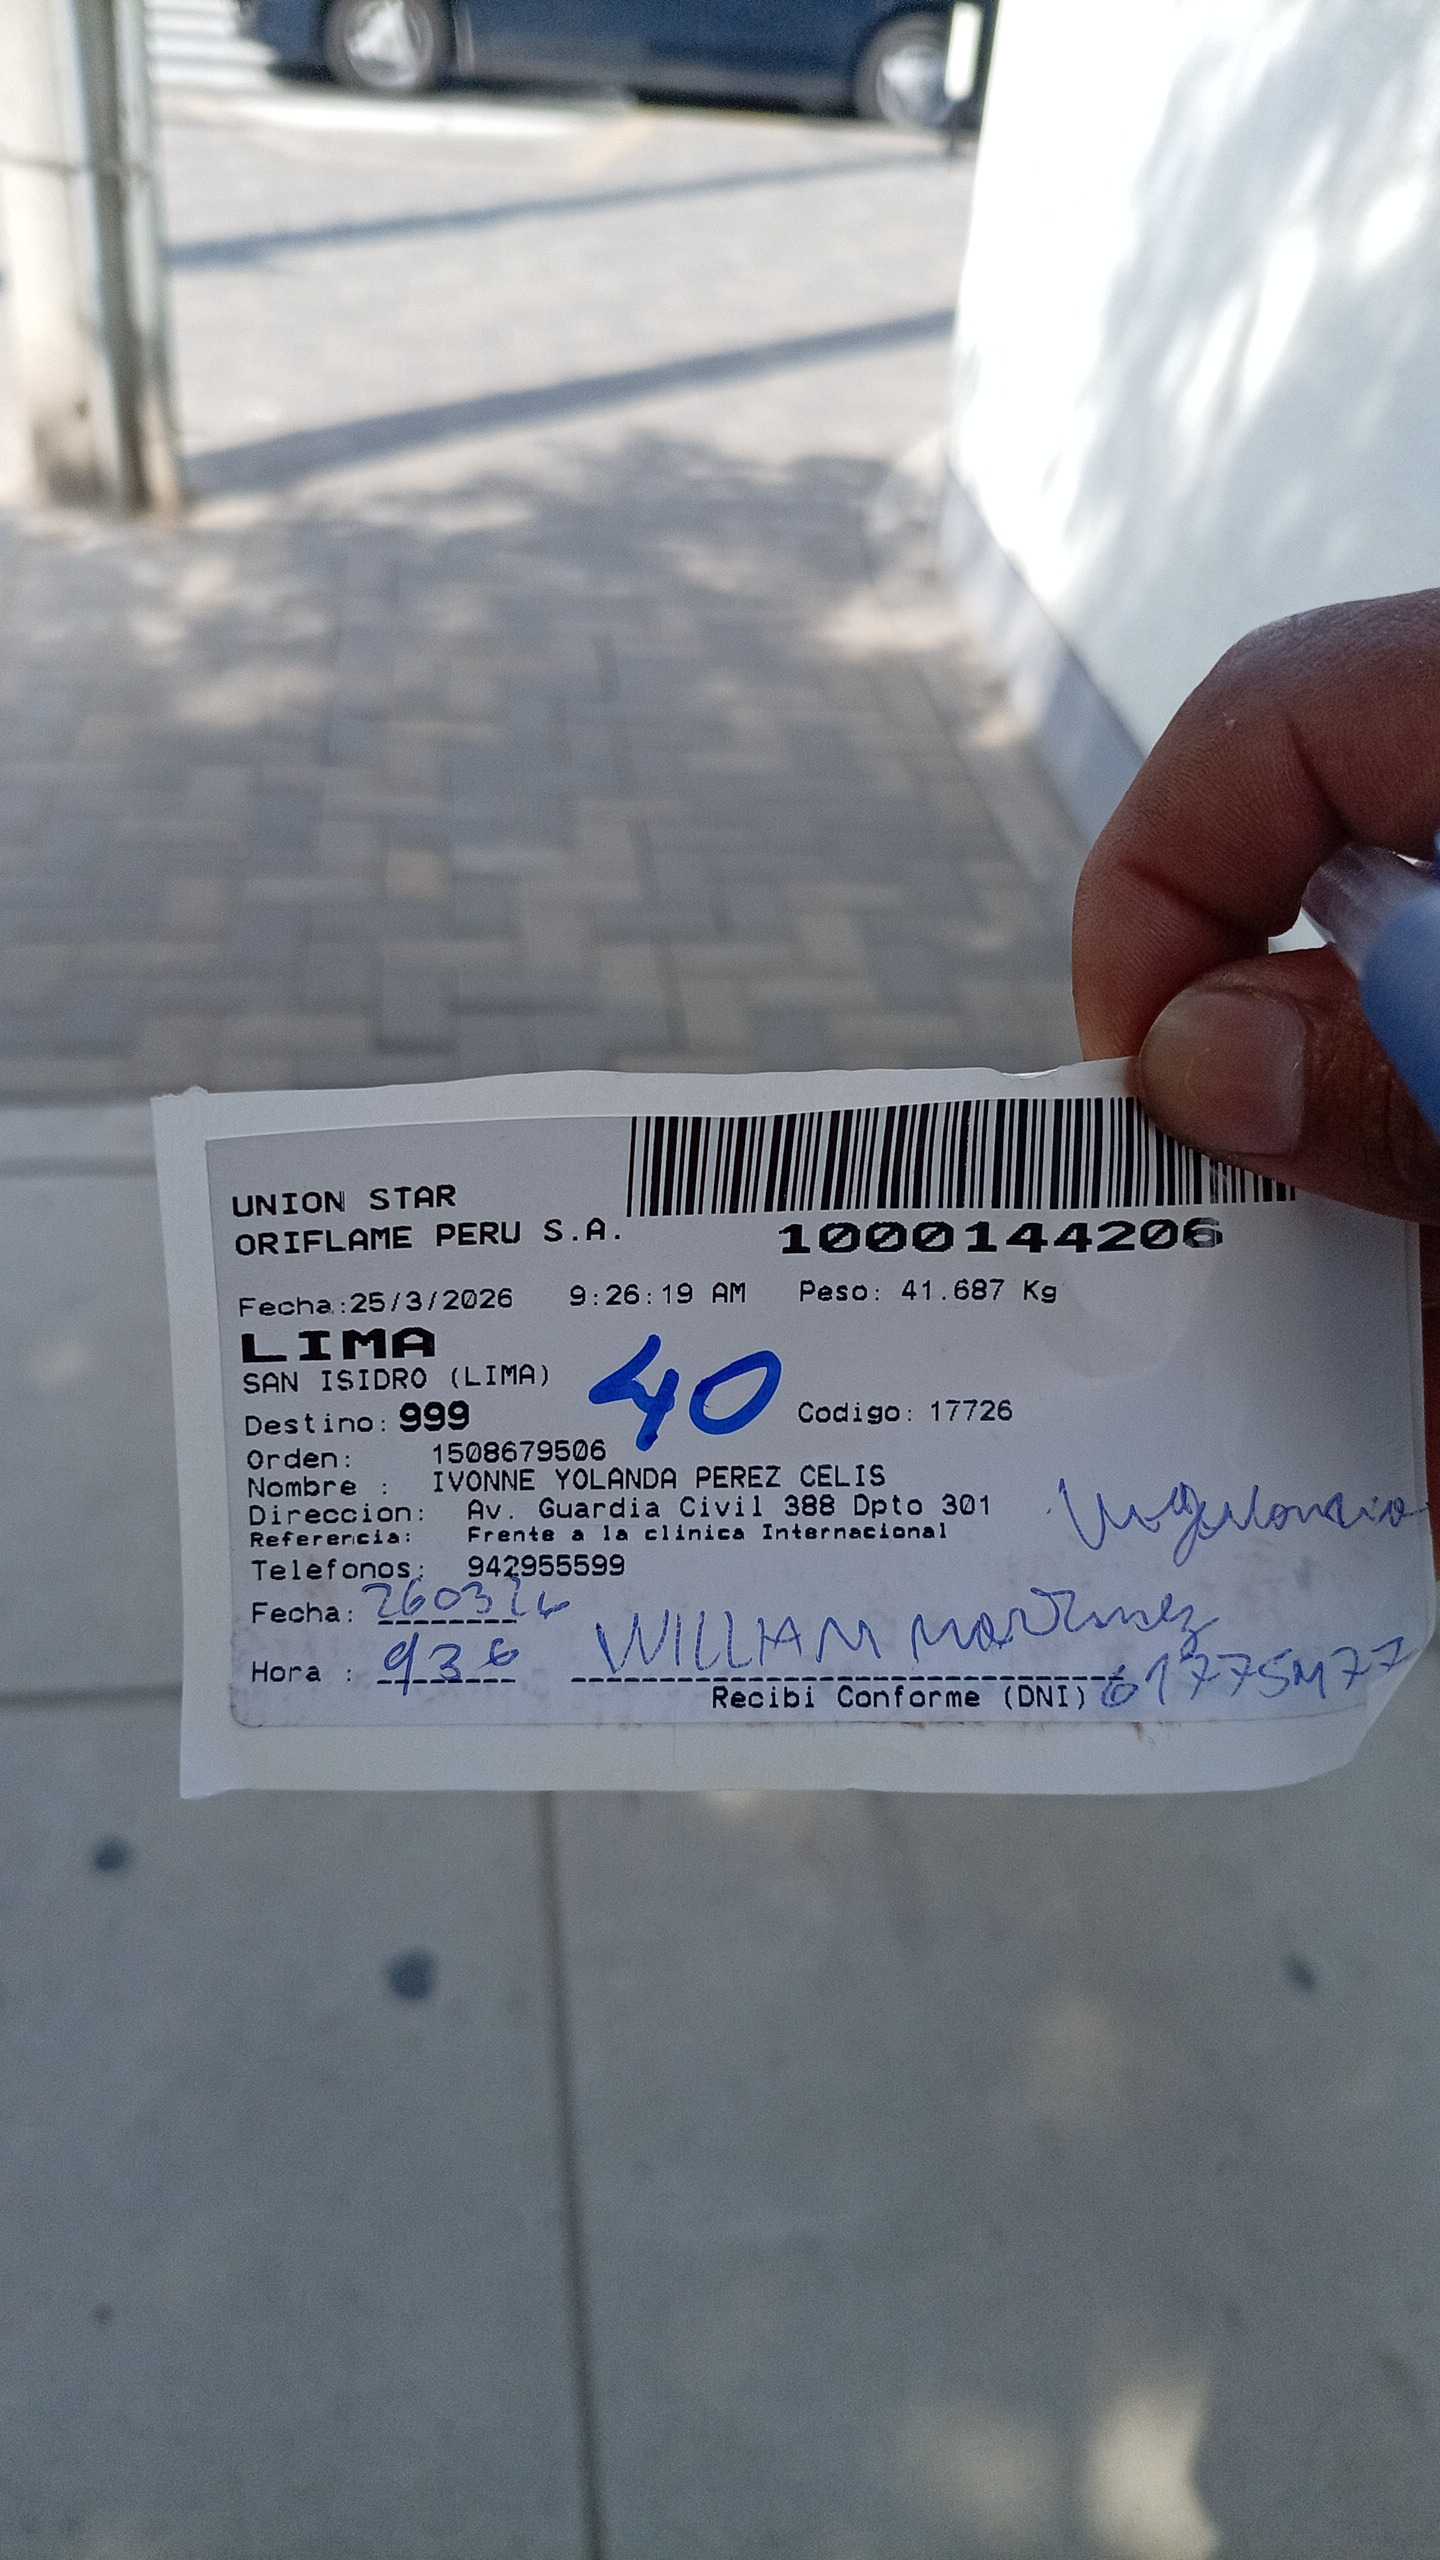 UNION STAR
ORIFLAME PERU S.A.
1000144206
Fecha:25/3/2026 9:26:19 AM Peso: 41.687 Kg
LIMA
SAN ISIDRO (LIMA)
40
Destino: 999 Codigo: 17726
Orden: 1508679506
Nombre : IVONNE YOLANDA PEREZ CELIS
Direccion: Av. Guardia Civil 388 Dpto 301
Referencia: Frente a la clinica Internacional
Telefonos: 942955599
Fecha: 260326
Hora : 936 WILLIAM Martinez
Recibi Conforme (DNI)